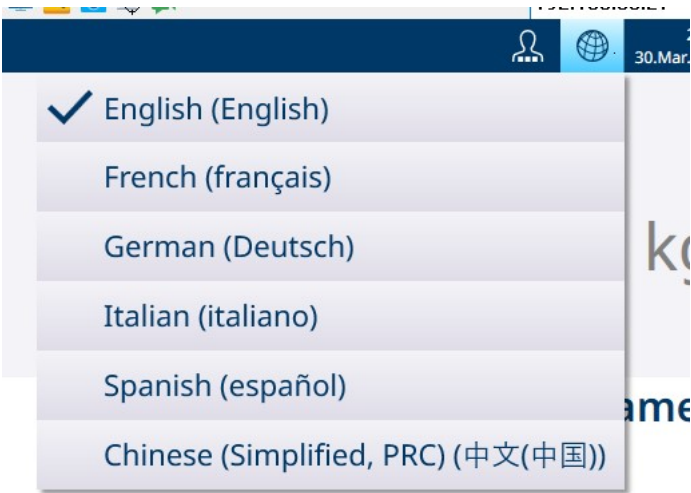 30.Mar.
English (English)
French (français)
German (Deutsch)
Italian (italiano)
Spanish (español)
Chinese (Simplified, PRC) (中文(中国))